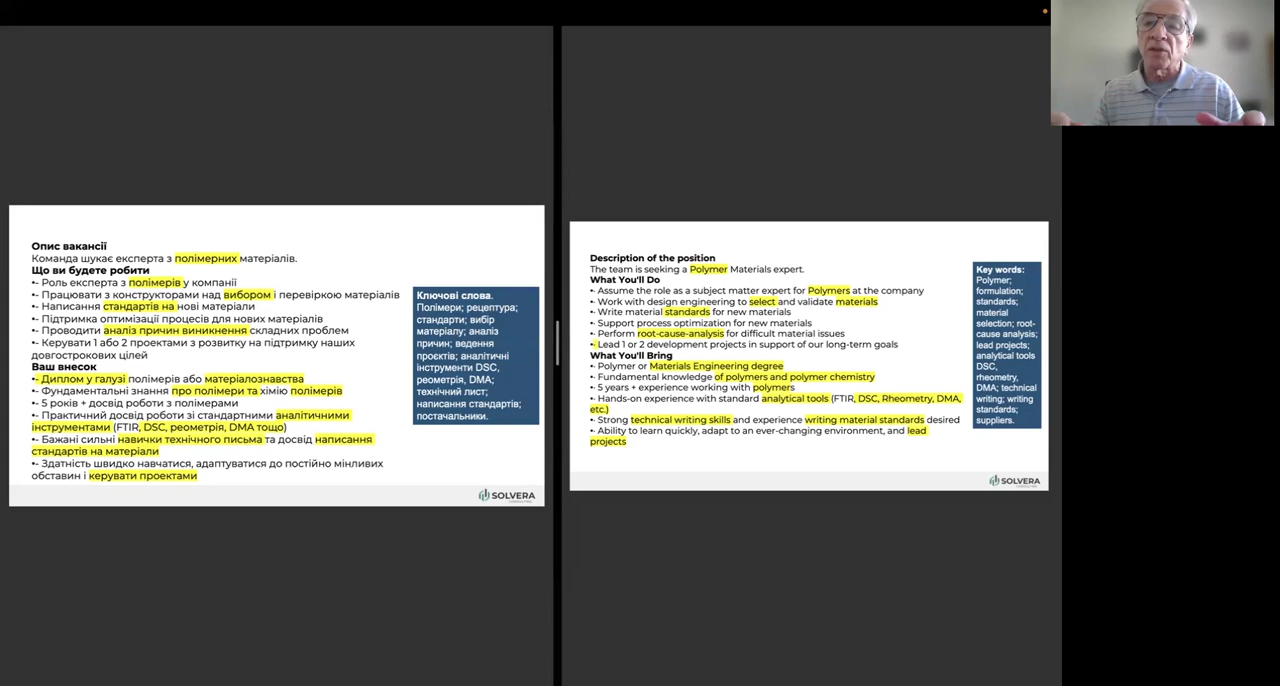 Опис вакансії
Команда шукає експерта з полімерних матеріалів.
Що ви будете робити
•- Роль експерта з полімерів у компанії
•- Працювати з конструкторами над вибором і перевіркою матеріалів
•- Написання стандартів на нові матеріали
•- Підтримка оптимізації процесів для нових матеріалів
•- Проводити аналіз причин виникнення складних проблем
•- Керувати 1 або 2 проектами з розвитку на підтримку наших
довгострокових цілей
Ваш внесок
•- Диплом у галузі полімерів або матеріалознавства
•- Фундаментальні знання про полімери та хімію полімерів
•- 5 років + досвід роботи з полімерами
•- Практичний досвід роботи зі стандартними аналітичними
інструментами (FTIR, DSC, реометрія, DMA тощо)
•- Бажані сильні навички технічного письма та досвід написання
стандартів на матеріали
•- Здатність швидко навчатися, адаптуватися до постійно мінливих
обставин і керувати проектами
Ключові слова.
Полімери; рецептура;
стандарти; вибір
матеріалу; аналіз
причин; ведення
проєктів; аналітичні
інструменти DSC,
реометрія, DMA;
технічний лист;
написання стандартів;
постачальники.
SOLVERA
Description of the position
The team is seeking a Polymer Materials expert.
What You'll Do
•- Assume the role as a subject matter expert for Polymers at the company
•- Work with design engineering to select and validate materials
•- Write material standards for new materials
•- Support process optimization for new materials
•- Perform root-cause-analysis for difficult material issues
•- Lead 1 or 2 development projects in support of our long-term goals
What You'll Bring
•- Polymer or Materials Engineering degree
•- Fundamental knowledge of polymers and polymer chemistry
•- 5 years + experience working with polymers
•- Hands-on experience with standard analytical tools (FTIR, DSC, Rheometry, DMA,
etc.)
•- Strong technical writing skills and experience writing material standards desired
•- Ability to learn quickly, adapt to an ever-changing environment, and lead
projects
Key words:
Polymer;
formulation;
standards;
material
selection; root-
cause analysis;
lead projects;
analytical tools
DSC,
rheometry,
DMA; technical
writing; writing
standards;
suppliers.
SOLVERA